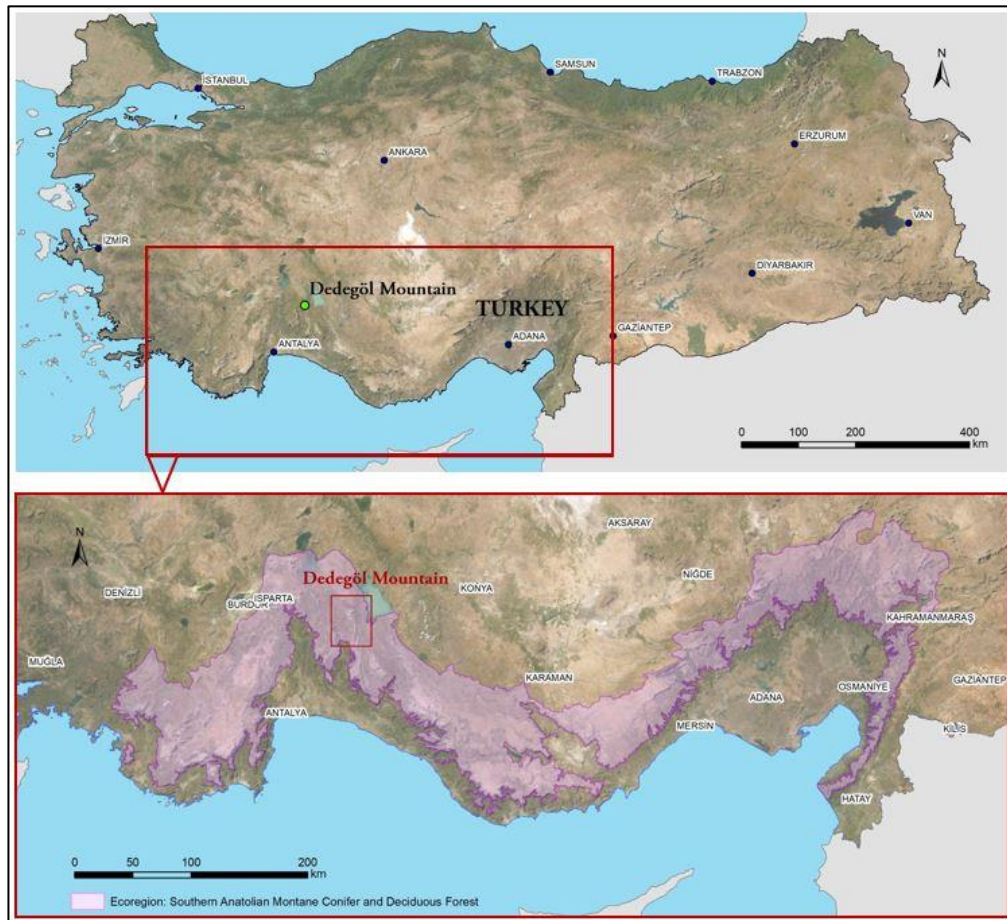 N
SAMSUN
TRABZON
İSTANBUL
ERZURUM
ANKARA
VAN
İZMİR
DİYARBAKIR
Dedegöl Mountain
TURKEY
GAZİANTEP
ADANA
ANTALYA
0 100 200 400
km
N
AKSARAY
Dedegöl Mountain
NİĞDE
KONYA
DENİZLİ
ISPARTA
BURDUR
KAHRAMANMARAŞ
MUĞLA
KARAMAN
GAZİANTEP
OSMANİYE
ADANA
ANTALYA
MERSİN
KİLİS
HATAY
0 50 100 200
km
Ecoregion: Southern Anatolian Montane Conifer and Deciduous Forest